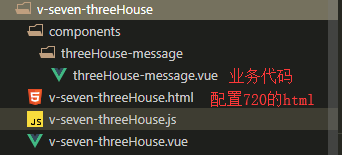 v-seven-threeHouse
components
threeHouse-message
threeHouse-message.vue 业务代码
v-seven-threeHouse.html 配置720的html
JS v-seven-threeHouse.js
v-seven-threeHouse.vue